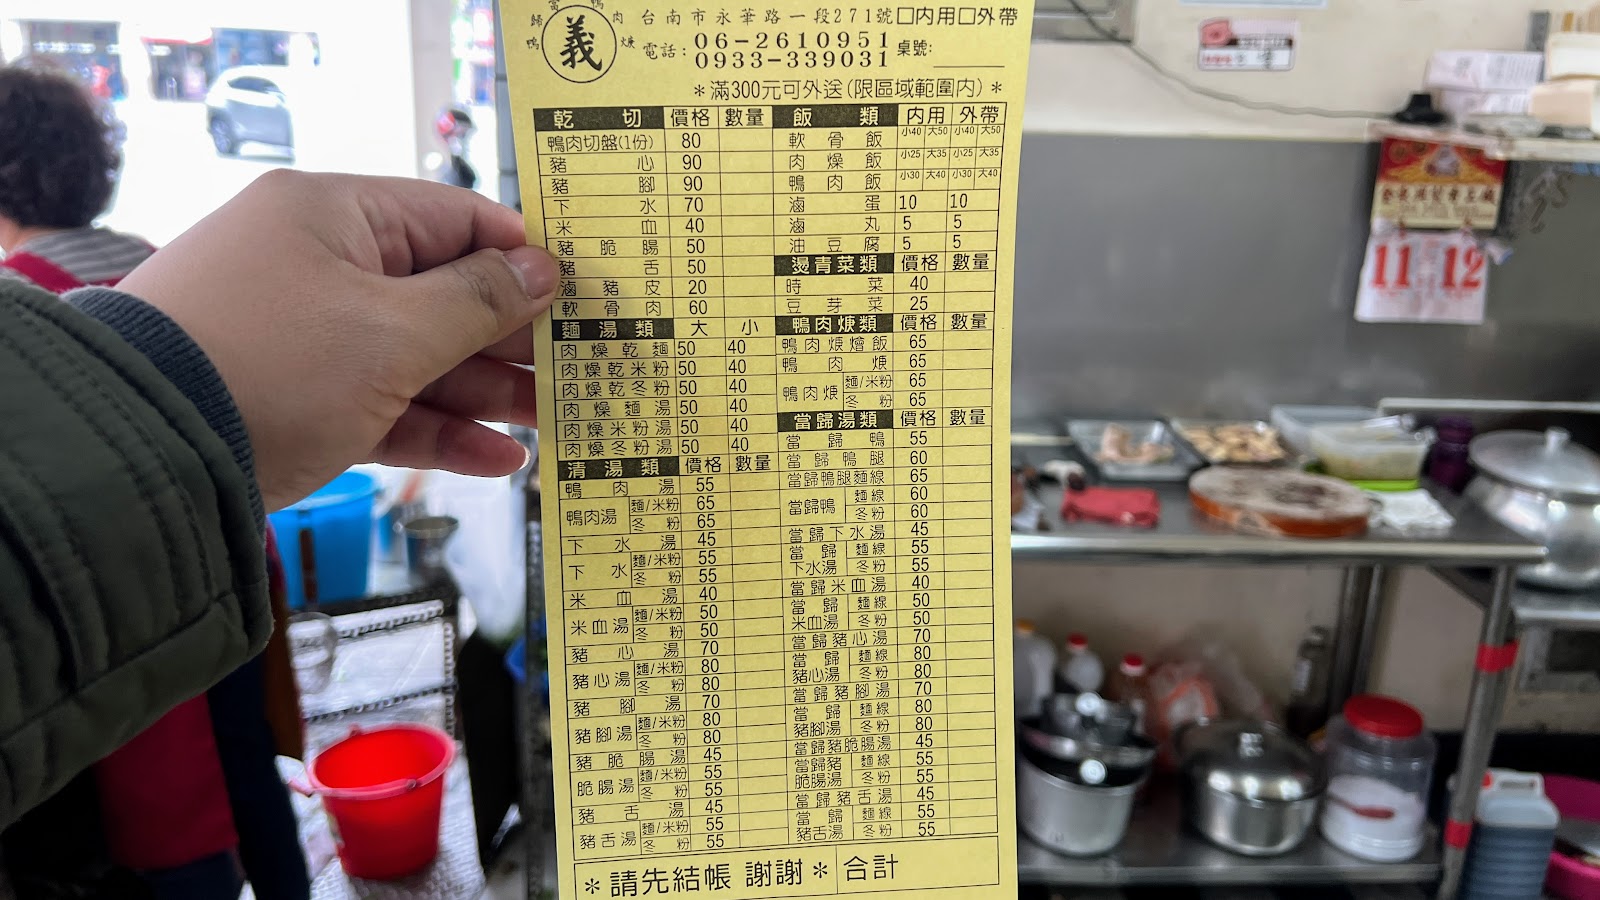 歸 當 鴨 肉
鴨 義 焿
台南市永華路一段271號□內用□外帶
電話:06-2610951
0933-339031 桌號:
*滿300元可外送(限區域範圍內)*
乾切 價格 數量
鴨肉切盤(1份) 80
豬心 90
豬腳 90
下水 70
米血 40
豬脆腸 50
豬舌 50
滷豬皮 20
軟骨肉 60
麵湯類 大 小
肉燥乾麵 50 40
肉燥乾米粉 50 40
肉燥乾冬粉 50 40
肉燥麵湯 50 40
肉燥米粉湯 50 40
肉燥冬粉湯 50 40
清湯類 價格 數量
鴨肉湯 55
鴨肉湯 麵/米粉 65
冬粉 65
下水湯 45
下水 麵/米粉 55
冬粉 55
米血湯 40
米血湯 麵/米粉 50
冬粉 50
豬心湯 70
豬心湯 麵/米粉 80
冬粉 80
豬腳湯 70
豬腳湯 麵/米粉 80
冬粉 80
豬脆腸湯 45
脆腸湯 麵/米粉 55
冬粉 55
豬舌湯 45
豬舌湯 麵/米粉 55
冬粉 55
飯類 內用 外帶
軟骨飯 小40 大50 小40 大50
肉燥飯 小25 大35 小25 大35
鴨肉飯 小30 大40 小30 大40
滷蛋 10 10
滷丸 5 5
油豆腐 5 5
燙青菜類 價格 數量
時菜 40
豆芽菜 25
鴨肉焿類 價格 數量
鴨肉焿燴飯 65
鴨肉焿 65
鴨肉焿 麵/米粉 65
冬粉 65
當歸湯類 價格 數量
當歸鴨 55
當歸鴨腿 60
當歸鴨腿麵線 65
當歸鴨 麵線 60
冬粉 60
當歸下水湯 45
當歸下水湯 麵線 55
冬粉 55
當歸米血湯 40
當歸米血湯 麵線 50
冬粉 50
當歸豬心湯 70
當歸豬心湯 麵線 80
冬粉 80
當歸豬腳湯 70
當歸豬腳湯 麵線 80
冬粉 80
當歸豬脆腸湯 45
當歸豬脆腸湯 麵線 55
冬粉 55
當歸豬舌湯 45
當歸豬舌湯 麵線 55
冬粉 55
*請先結帳 謝謝* 合計
11 12